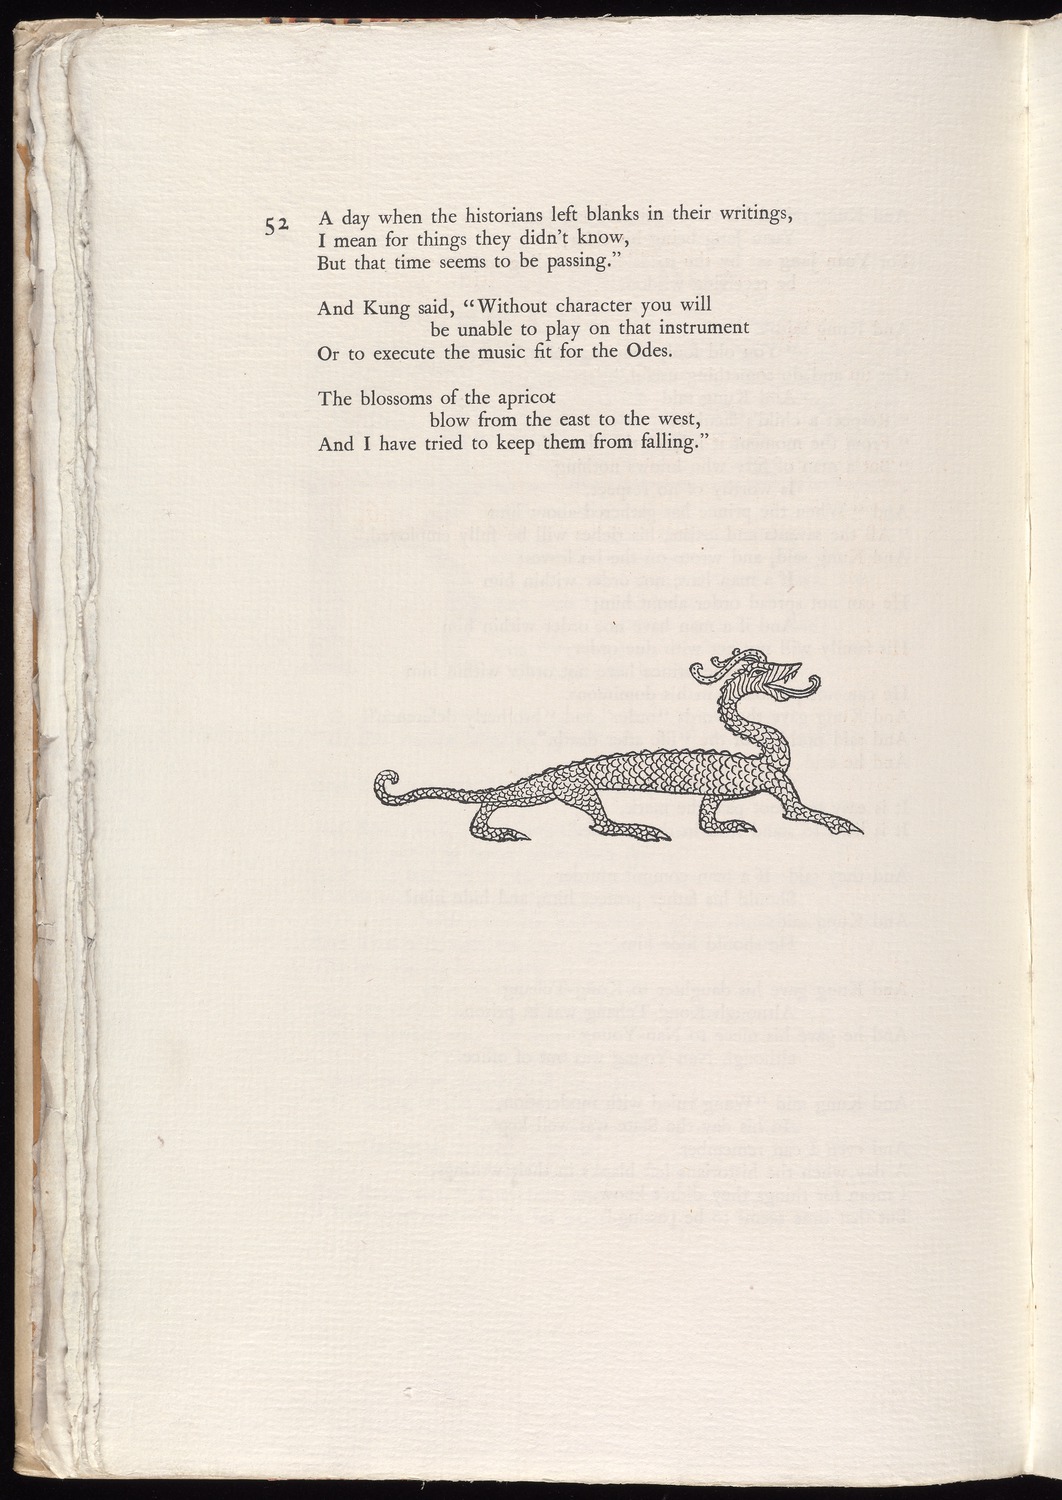 52 A day when the historians left blanks in their writings,
I mean for things they didn't know,
But that time seems to be passing.”
And Kung said, “Without character you will
be unable to play on that instrument
Or to execute the music fit for the Odes.
The blossoms of the apricot
blow from the east to the west,
And I have tried to keep them from falling.”